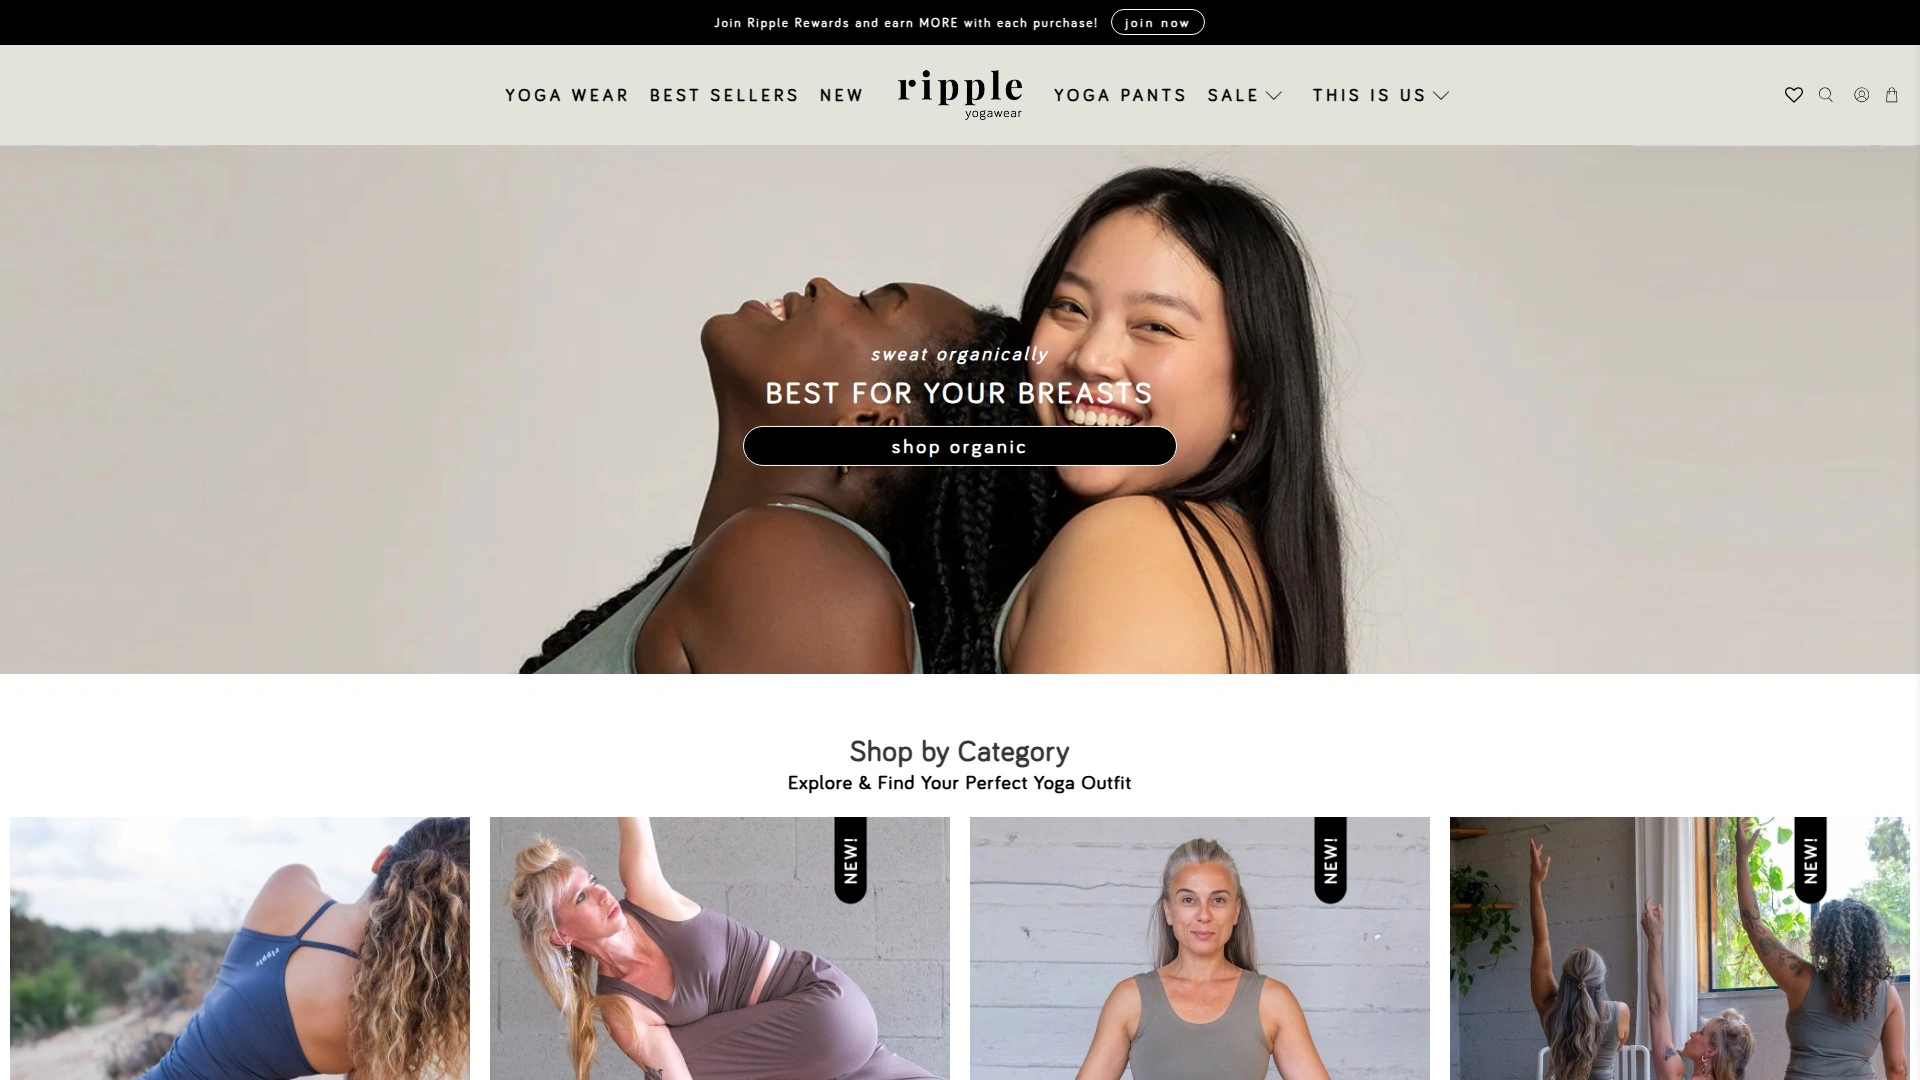 Join Ripple Rewards and earn MORE with each purchase! join now
YOGA WEAR BEST SELLERS NEW ripple YOGA PANTS SALE THIS IS US
yogawear
sweat organically
BEST FOR YOUR BREASTS
shop organic
Shop by Category
Explore & Find Your Perfect Yoga Outfit
ripple
NEW!
NEW!
NEW!